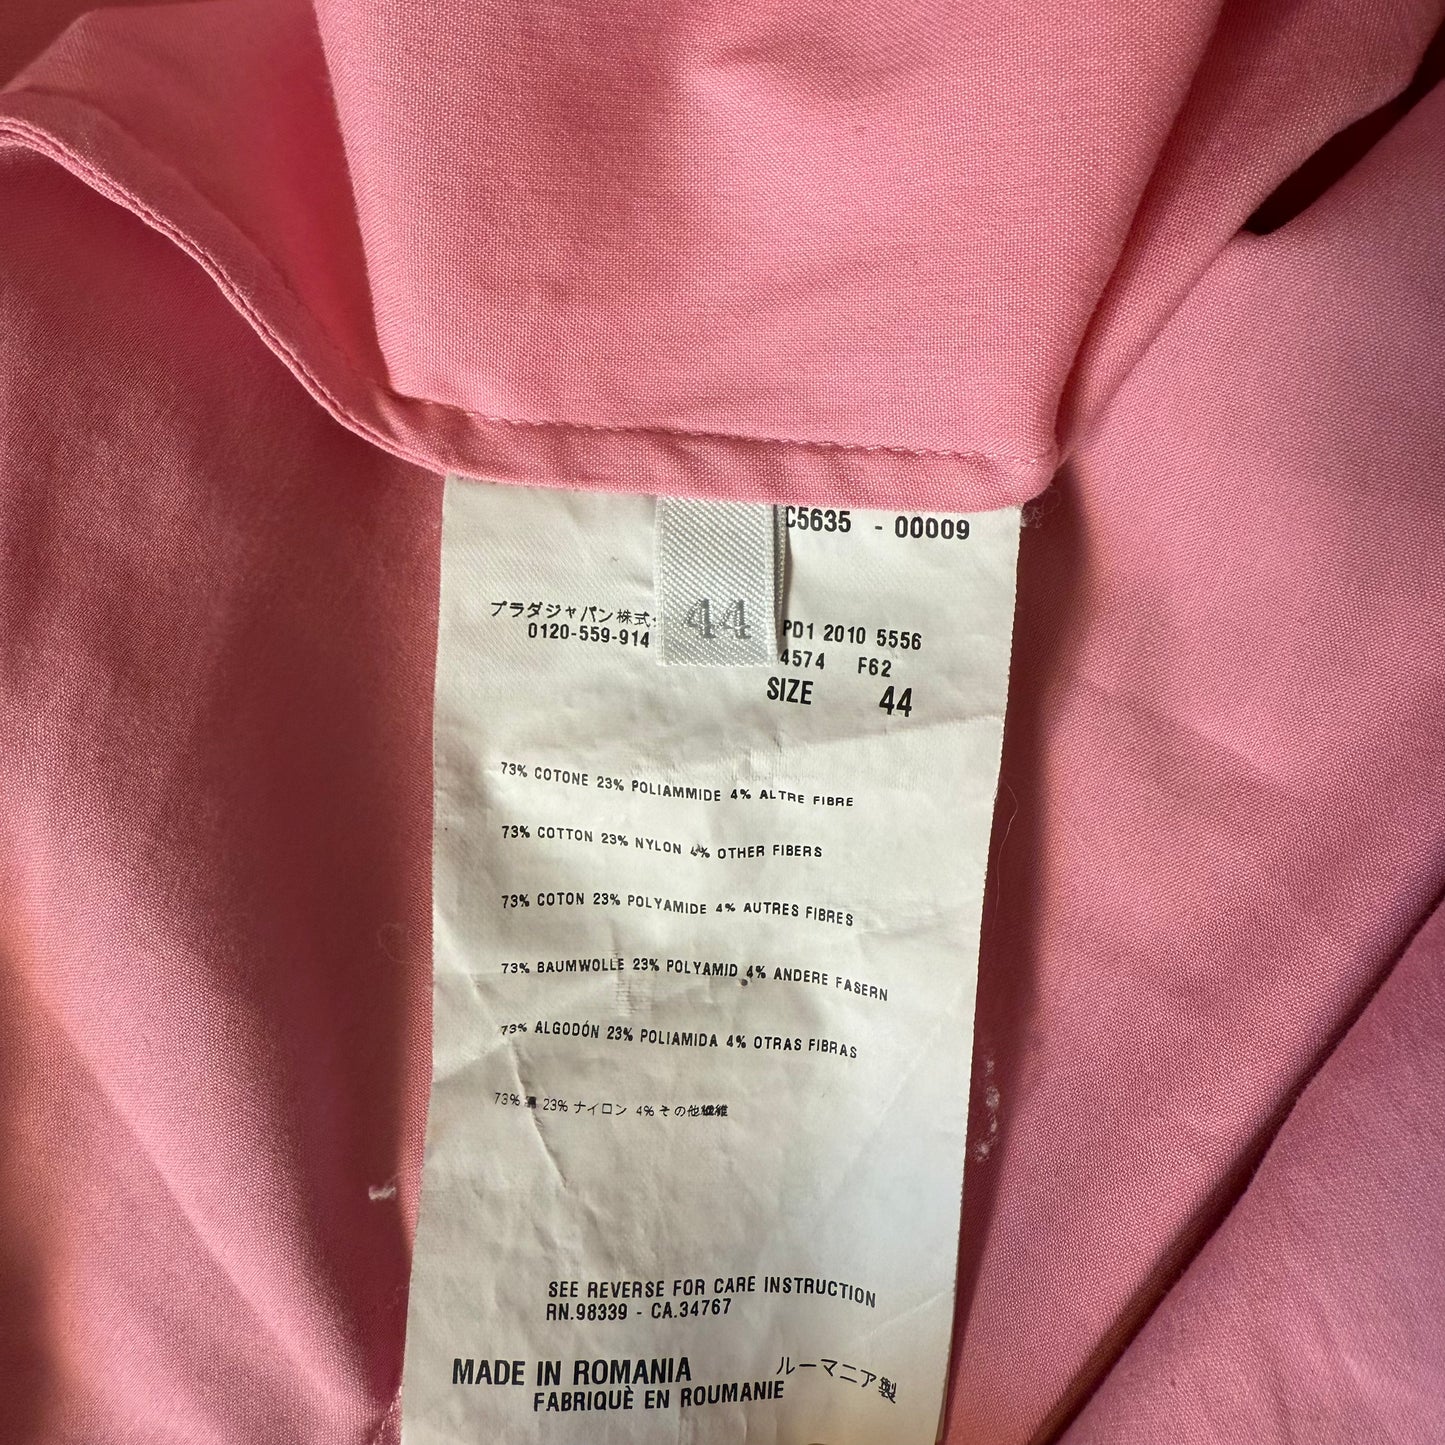 C5635 - 00009
44
プラダジャパン株式
0120-559-914
PD1 2010 5556
4574 F62
SIZE 44
73% COTONE 23% POLIAMMIDE 4% ALTRE FIBRE
73% COTTON 23% NYLON 4% OTHER FIBERS
73% COTON 23% POLYAMIDE 4% AUTRES FIBRES
73% BAUMWOLLE 23% POLYAMID 4% ANDERE FASERN
73% ALGODÓN 23% POLIAMIDA 4% OTRAS FIBRAS
73% 23% ナイロン 4% その他繊維
SEE REVERSE FOR CARE INSTRUCTION
RN.98339 - CA.34767
MADE IN ROMANIA ルーマニア製
FABRIQUÈ EN ROUMANIE